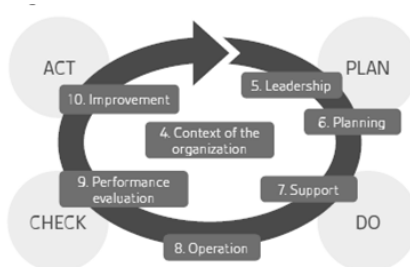 ACT
PLAN
5. Leadership
10. Improvement
6. Planning
4. Context of the
organization
9. Performance
evaluation
7. Support
CHECK
DO
8. Operation